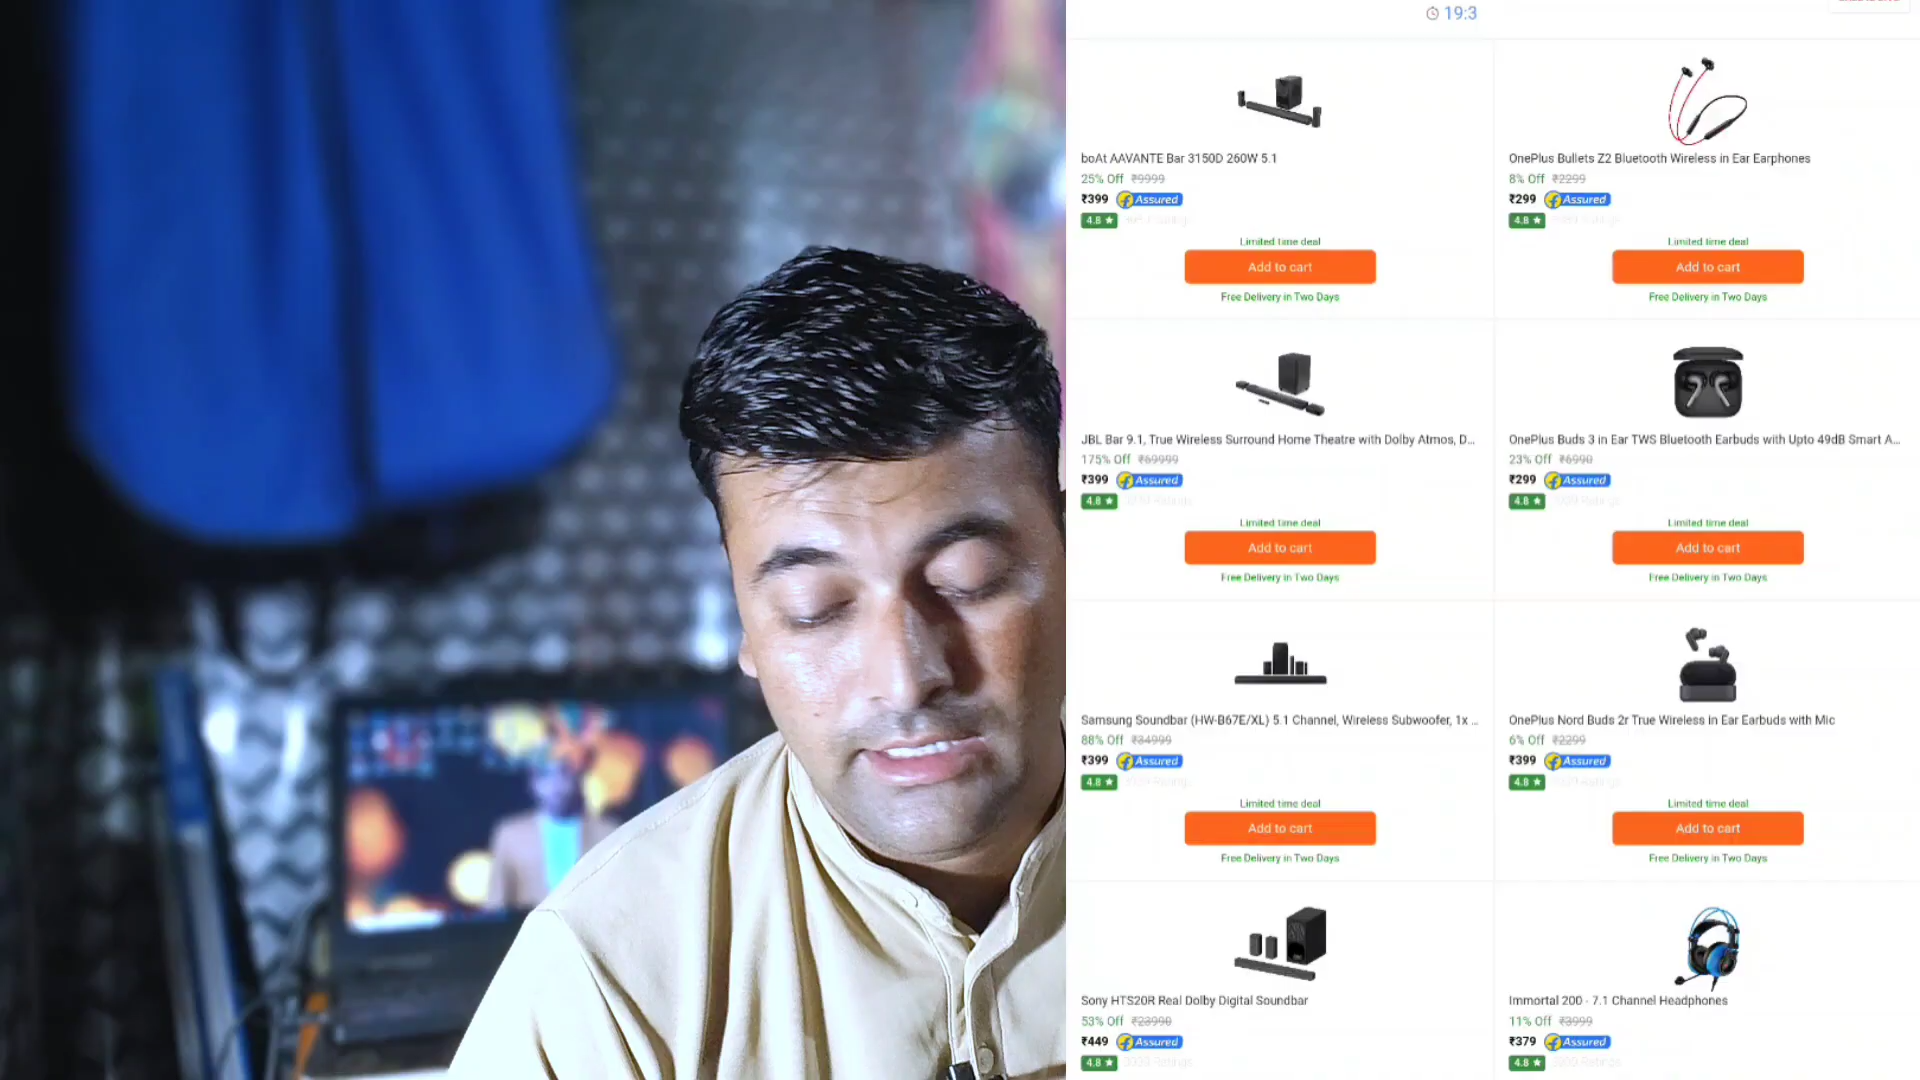 19:3
boAt AAVANTE Bar 3150D 260W 5.1
25% Off ₹9999
₹399 Assured
4.8 ★
Limited time deal
Add to cart
Free Delivery in Two Days
OnePlus Bullets Z2 Bluetooth Wireless in Ear Earphones
8% Off ₹2299
₹299 Assured
4.8 ★
Limited time deal
Add to cart
Free Delivery in Two Days
JBL Bar 9.1, True Wireless Surround Home Theatre with Dolby Atmos, D...
175% Off ₹69999
₹399 Assured
4.8 ★
Limited time deal
Add to cart
Free Delivery in Two Days
OnePlus Buds 3 in Ear TWS Bluetooth Earbuds with Upto 49dB Smart A...
23% Off ₹6990
₹299 Assured
4.8 ★
Limited time deal
Add to cart
Free Delivery in Two Days
Samsung Soundbar (HW-B67E/XL) 5.1 Channel, Wireless Subwoofer, 1x ...
88% Off ₹34999
₹399 Assured
4.8 ★
Limited time deal
Add to cart
Free Delivery in Two Days
OnePlus Nord Buds 2r True Wireless in Ear Earbuds with Mic
6% Off ₹2299
₹399 Assured
4.8 ★
Limited time deal
Add to cart
Free Delivery in Two Days
Sony HTS20R Real Dolby Digital Soundbar
53% Off ₹23990
₹449 Assured
4.8 ★
Immortal 200 - 7.1 Channel Headphones
11% Off ₹3999
₹379 Assured
4.8 ★